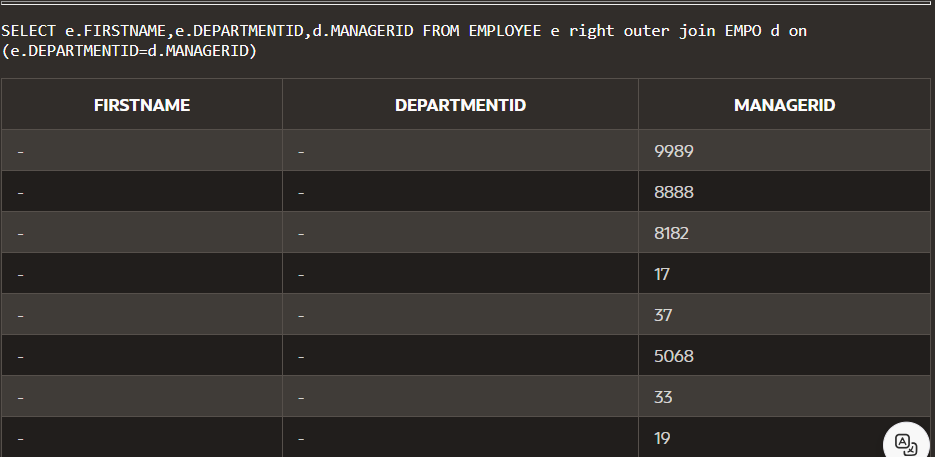 SELECT e.FIRSTNAME,e.DEPARTMENTID,d.MANAGERID FROM EMPLOYEE e right outer join EMPO d on
(e.DEPARTMENTID=d.MANAGERID)
FIRSTNAME DEPARTMENTID MANAGERID
- - 9989
- - 8888
- - 8182
- - 17
- - 37
- - 5068
- - 33
- - 19